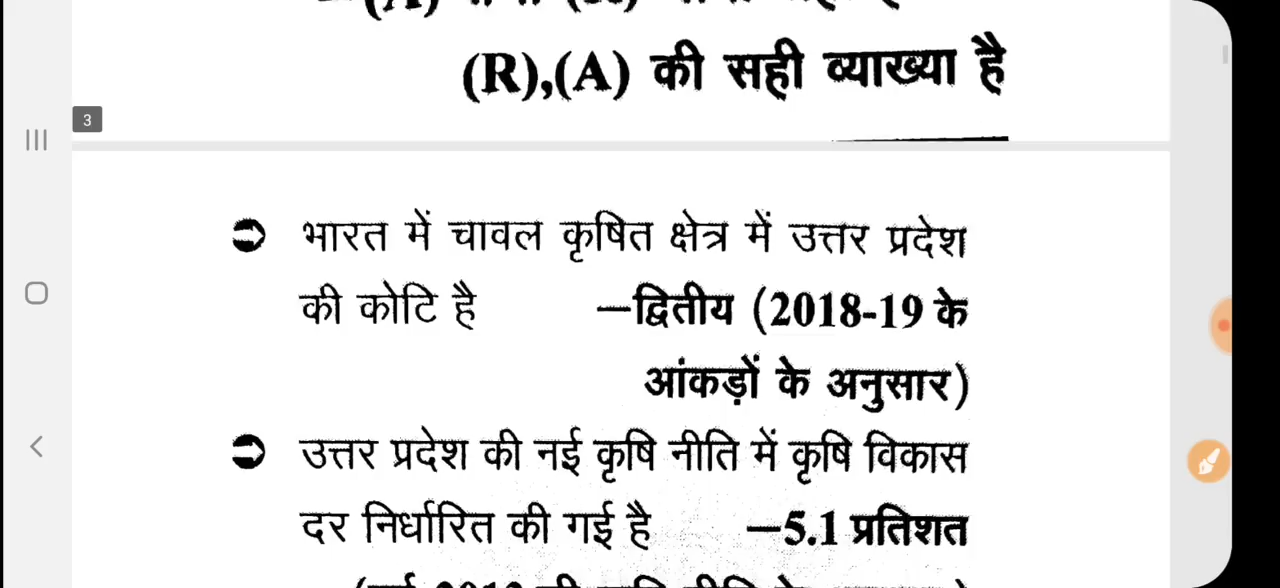 (R),(A) की सही व्याख्या है
3
➲ भारत में चावल कृषित क्षेत्र में उत्तर प्रदेश
की कोटि है –द्वितीय (2018-19 के
आंकड़ों के अनुसार)
➲ उत्तर प्रदेश की नई कृषि नीति में कृषि विकास
दर निर्धारित की गई है –5.1 प्रतिशत